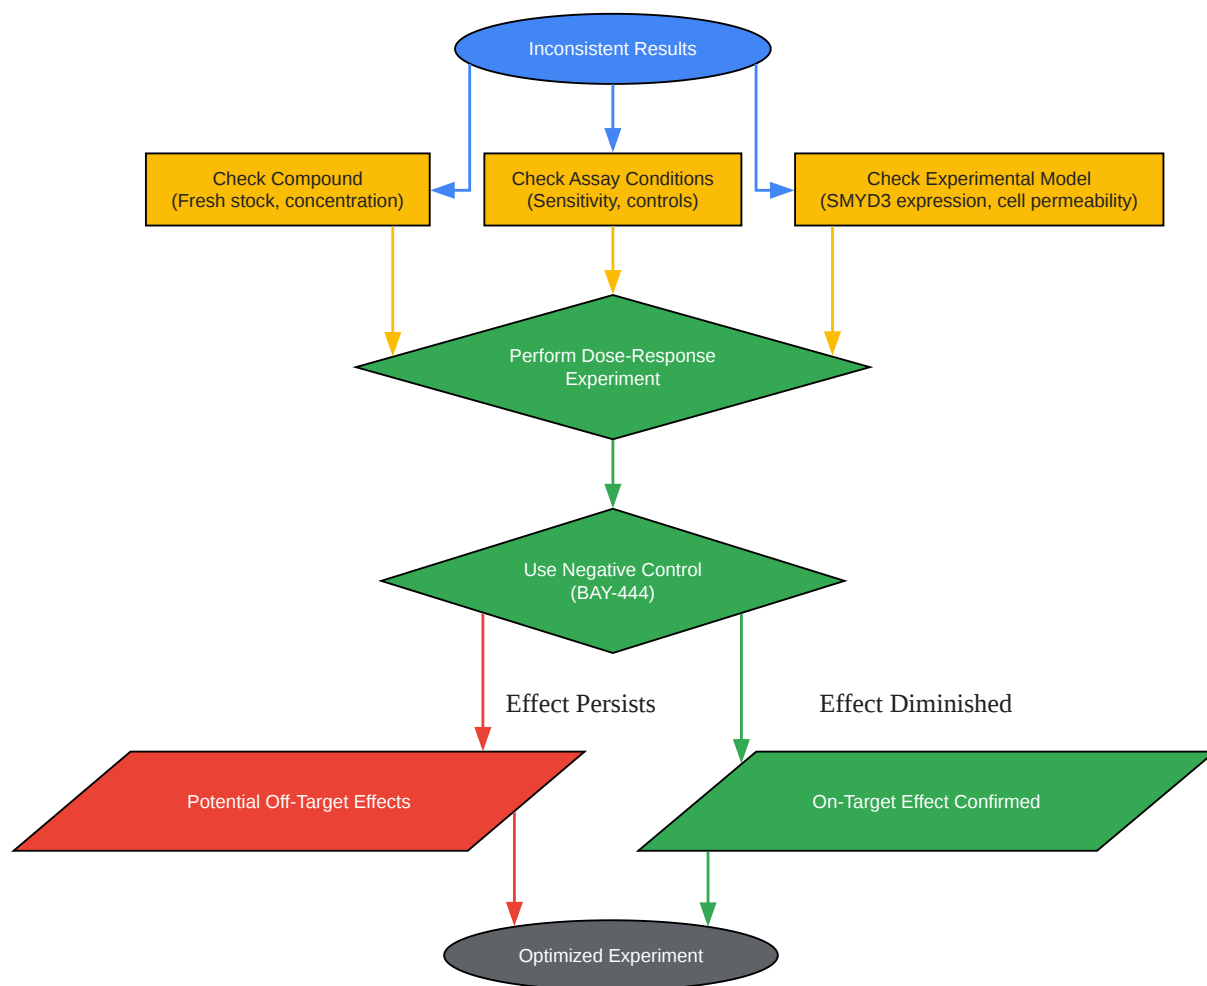 Inconsistent Results
Check Compound
(Fresh stock, concentration)
Check Assay Conditions
(Sensitivity, controls)
Check Experimental Model
(SMYD3 expression, cell permeability)
Perform Dose-Response
Experiment
Use Negative Control
(BAY-444)
Effect Persists
Effect Diminished
Potential Off-Target Effects
On-Target Effect Confirmed
Optimized Experiment